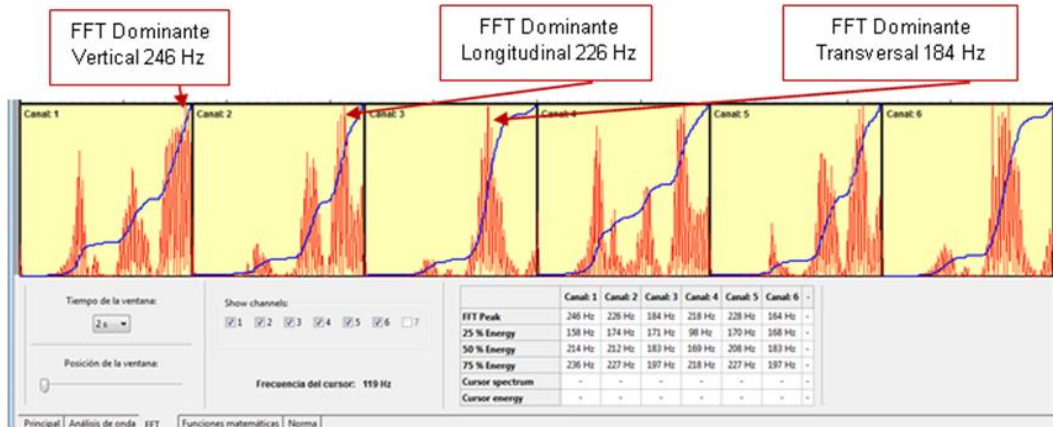 FFT Dominante
Vertical 246 Hz
FFT Dominante
Longitudinal 226 Hz
FFT Dominante
Transversal 184 Hz
Canal: 1
Canal: 2
Canal: 3
Canal: 4
Canal: 5
Canal: 6
Tiempo de la ventana:
2 s
Posición de la ventana:
Show channels:
1 2 3 4 5 6 7
Frecuencia del cursor: 119 Hz
Canal: 1 Canal: 2 Canal: 3 Canal: 4 Canal: 5 Canal: 6 -
FFT Peak 246 Hz 226 Hz 184 Hz 218 Hz 228 Hz 164 Hz -
25 % Energy 158 Hz 174 Hz 171 Hz 98 Hz 170 Hz 168 Hz -
50 % Energy 214 Hz 212 Hz 183 Hz 169 Hz 208 Hz 183 Hz -
75 % Energy 236 Hz 227 Hz 197 Hz 218 Hz 227 Hz 197 Hz -
Cursor spectrum - - - - - - -
Cursor energy - - - - - - -
Principal Análisis de onda FFT Funciones matemáticas Norma